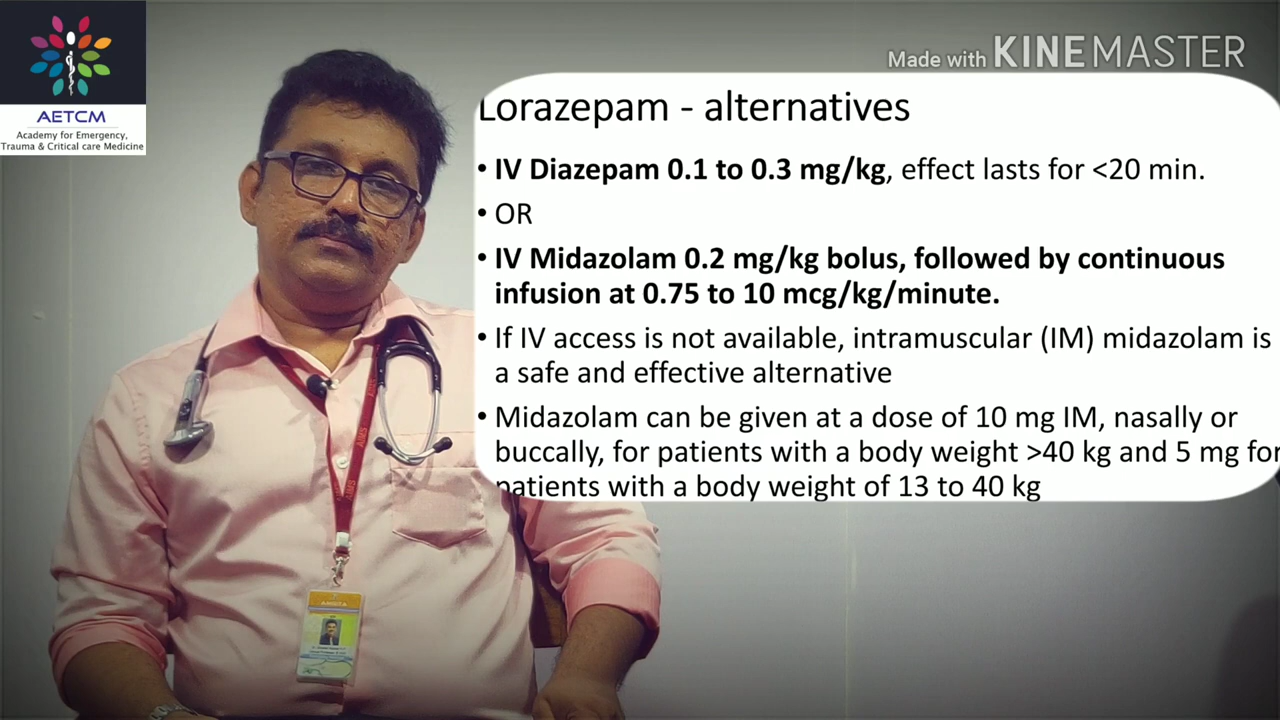 AETCM
Academy for Emergency,
Trauma & Critical care Medicine
Made with KINEMASTER
Lorazepam - alternatives
• IV Diazepam 0.1 to 0.3 mg/kg, effect lasts for <20 min.
• OR
• IV Midazolam 0.2 mg/kg bolus, followed by continuous
infusion at 0.75 to 10 mcg/kg/minute.
• If IV access is not available, intramuscular (IM) midazolam is
a safe and effective alternative
• Midazolam can be given at a dose of 10 mg IM, nasally or
buccally, for patients with a body weight >40 kg and 5 mg for
patients with a body weight of 13 to 40 kg
AIMS
AIMS